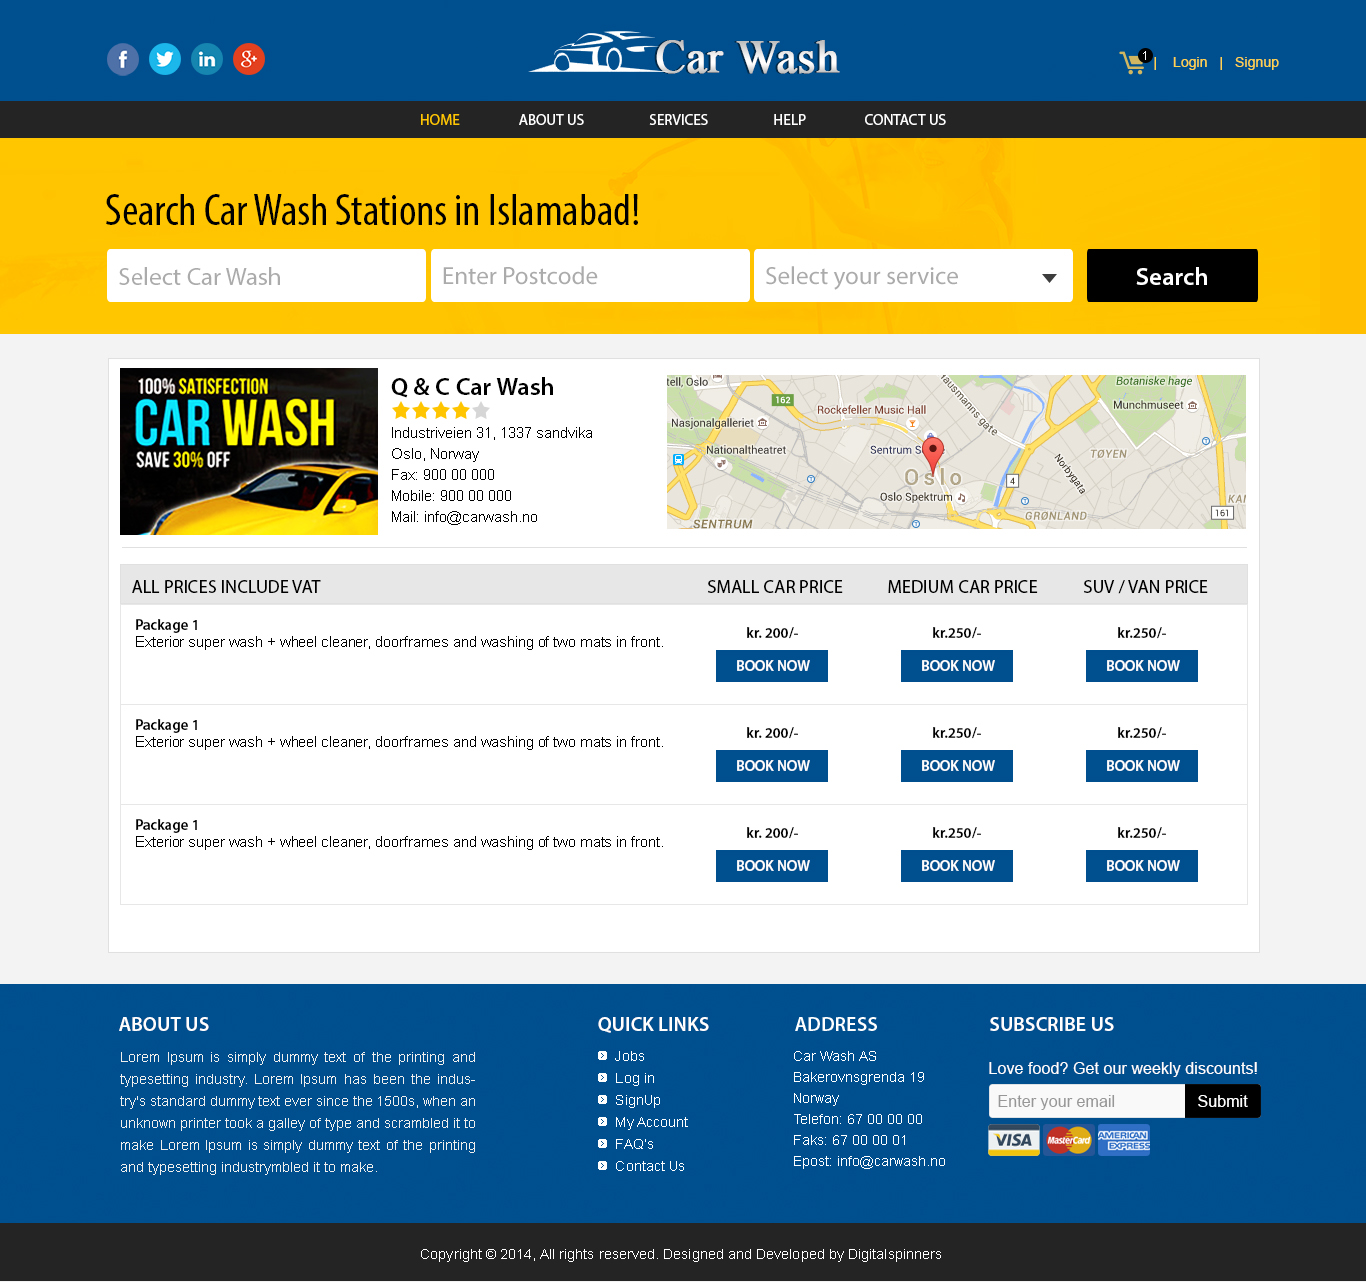 f
in
g+
Car Wash
1
| Login | Signup
HOME ABOUT US SERVICES HELP CONTACT US
Search Car Wash Stations in Islamabad!
Select Car Wash Enter Postcode Select your service Search
100% SATISFECTION
CAR WASH
SAVE 30% OFF
Q & C Car Wash
Industriveien 31, 1337 sandvika
Oslo, Norway
Fax: 900 00 000
Mobile: 900 00 000
Mail: info@carwash.no
tell, Oslo
162
Botaniske hage
Rockefeller Music Hall
Munchmuseet
Nasjonalgalleriet
Hausmanns gate
Nationaltheatret
Sentrum S
TØYEN
Norbygata
Oslo
4
Oslo Spektrum
GRØNLAND
KAM
161
SENTRUM
ALL PRICES INCLUDE VAT SMALL CAR PRICE MEDIUM CAR PRICE SUV / VAN PRICE
Package 1
Exterior super wash + wheel cleaner, doorframes and washing of two mats in front.
kr. 200/- kr.250/- kr.250/-
BOOK NOW BOOK NOW BOOK NOW
Package 1
Exterior super wash + wheel cleaner, doorframes and washing of two mats in front.
kr. 200/- kr.250/- kr.250/-
BOOK NOW BOOK NOW BOOK NOW
Package 1
Exterior super wash + wheel cleaner, doorframes and washing of two mats in front.
kr. 200/- kr.250/- kr.250/-
BOOK NOW BOOK NOW BOOK NOW
ABOUT US
Lorem Ipsum is simply dummy text of the printing and
typesetting industry. Lorem Ipsum has been the indus-
try's standard dummy text ever since the 1500s, when an
unknown printer took a galley of type and scrambled it to
make Lorem Ipsum is simply dummy text of the printing
and typesetting industrymbled it to make.
QUICK LINKS
Jobs
Log in
SignUp
My Account
FAQ's
Contact Us
ADDRESS
Car Wash AS
Bakerovnsgrenda 19
Norway
Telefon: 67 00 00 00
Faks: 67 00 00 01
Epost: info@carwash.no
SUBSCRIBE US
Love food? Get our weekly discounts!
Enter your email Submit
VISA MasterCard AMERICAN EXPRESS
Copyright © 2014, All rights reserved. Designed and Developed by Digitalspinners